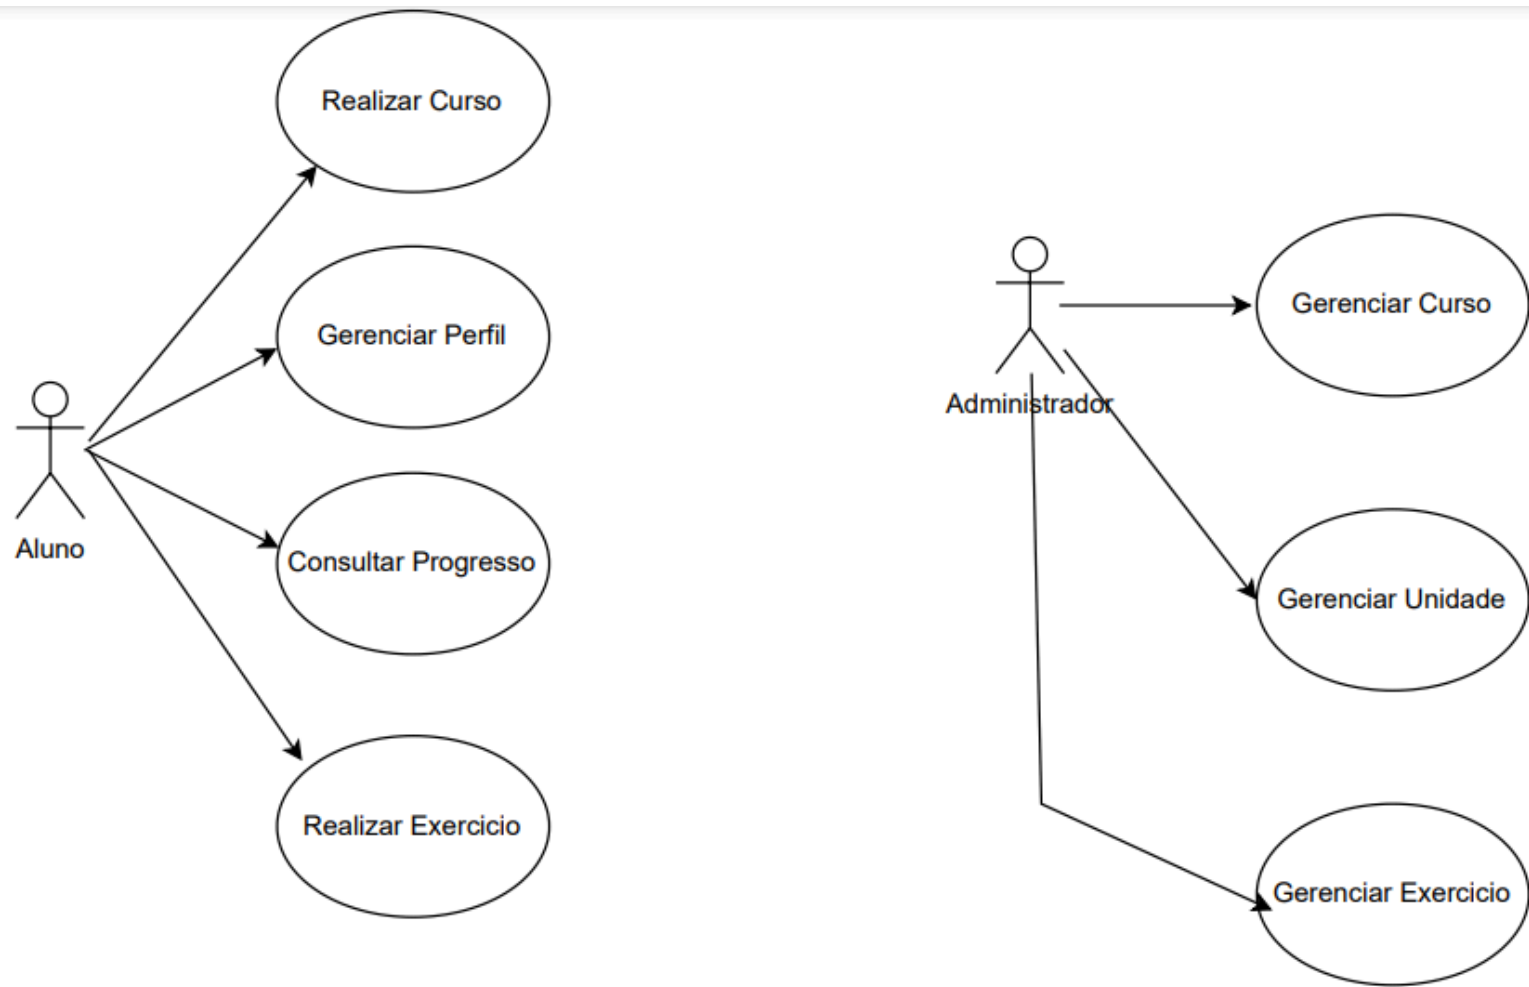 Realizar Curso
Gerenciar Perfil
Aluno
Consultar Progresso
Realizar Exercicio
Administrador
Gerenciar Curso
Gerenciar Unidade
Gerenciar Exercicio